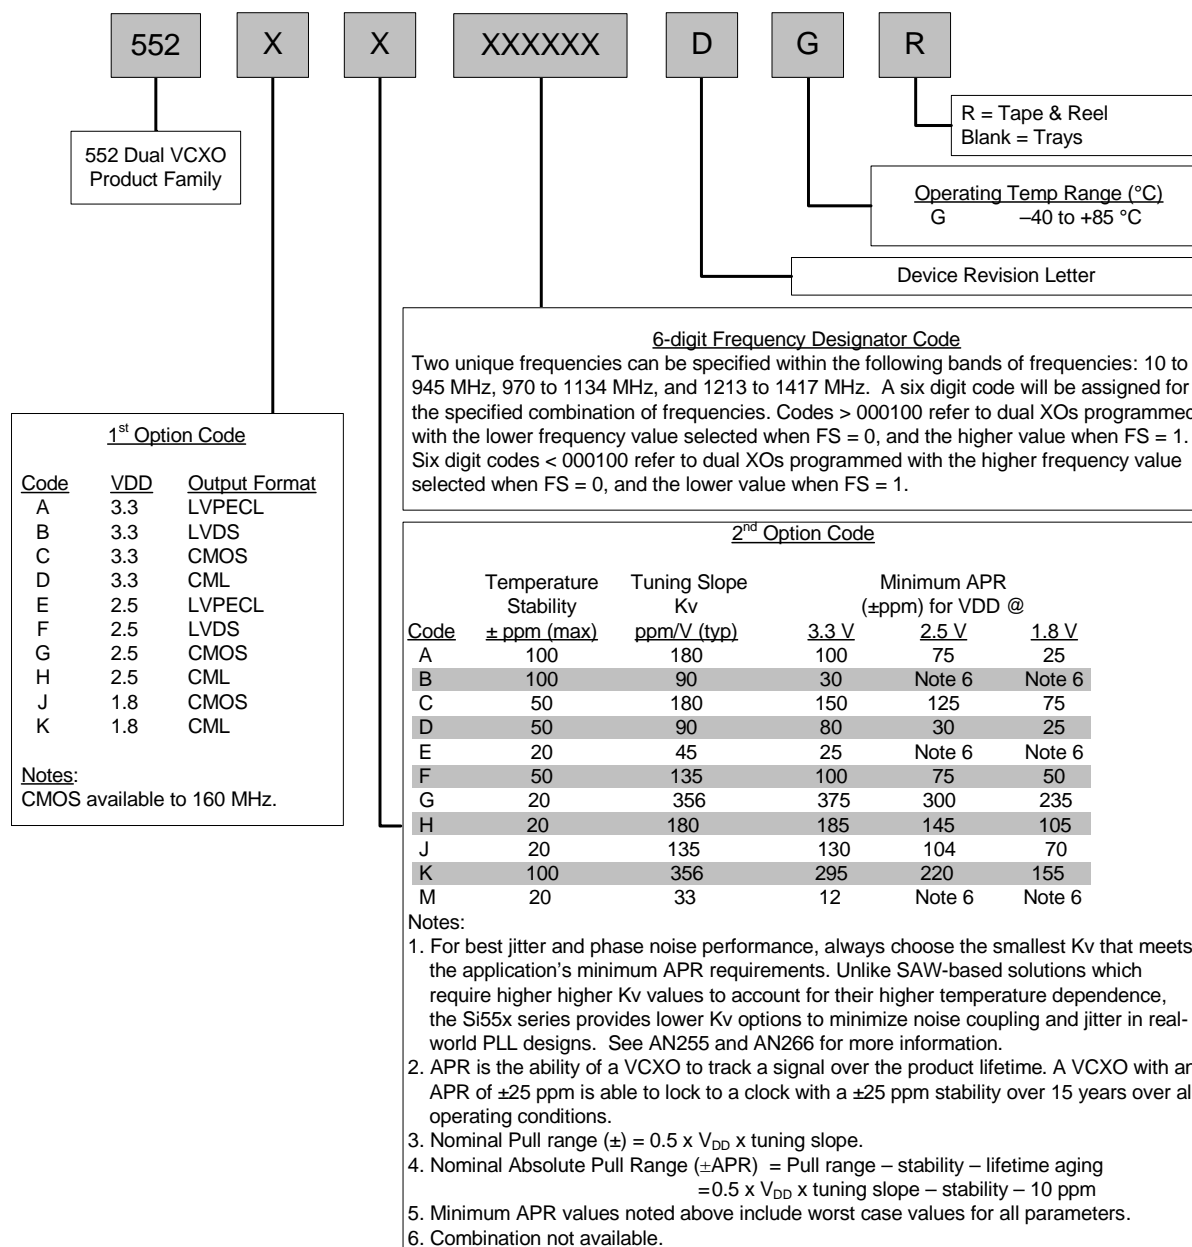 552 X X XXXXXX D G R
R = Tape & Reel
Blank = Trays
552 Dual VCXO
Product Family
Operating Temp Range (°C)
G –40 to +85 °C
Device Revision Letter
6-digit Frequency Designator Code
Two unique frequencies can be specified within the following bands of frequencies: 10 to
945 MHz, 970 to 1134 MHz, and 1213 to 1417 MHz. A six digit code will be assigned for
the specified combination of frequencies. Codes > 000100 refer to dual XOs programmed
with the lower frequency value selected when FS = 0, and the higher value when FS = 1.
Six digit codes < 000100 refer to dual XOs programmed with the higher frequency value
selected when FS = 0, and the lower value when FS = 1.
1st Option Code
Code VDD Output Format
A 3.3 LVPECL
B 3.3 LVDS
C 3.3 CMOS
D 3.3 CML
E 2.5 LVPECL
F 2.5 LVDS
G 2.5 CMOS
H 2.5 CML
J 1.8 CMOS
K 1.8 CML
Notes:
CMOS available to 160 MHz.
2nd Option Code
Temperature Tuning Slope Minimum APR
Stability Kv (±ppm) for VDD @
Code ± ppm (max) ppm/V (typ) 3.3 V 2.5 V 1.8 V
A 100 180 100 75 25
B 100 90 30 Note 6 Note 6
C 50 180 150 125 75
D 50 90 80 30 25
E 20 45 25 Note 6 Note 6
F 50 135 100 75 50
G 20 356 375 300 235
H 20 180 185 145 105
J 20 135 130 104 70
K 100 356 295 220 155
M 20 33 12 Note 6 Note 6
Notes:
1. For best jitter and phase noise performance, always choose the smallest Kv that meets
the application's minimum APR requirements. Unlike SAW-based solutions which
require higher higher Kv values to account for their higher temperature dependence,
the Si55x series provides lower Kv options to minimize noise coupling and jitter in real-
world PLL designs. See AN255 and AN266 for more information.
2. APR is the ability of a VCXO to track a signal over the product lifetime. A VCXO with an
APR of ±25 ppm is able to lock to a clock with a ±25 ppm stability over 15 years over all
operating conditions.
3. Nominal Pull range (±) = 0.5 x VDD x tuning slope.
4. Nominal Absolute Pull Range (±APR) = Pull range – stability – lifetime aging
= 0.5 x VDD x tuning slope – stability – 10 ppm
5. Minimum APR values noted above include worst case values for all parameters.
6. Combination not available.